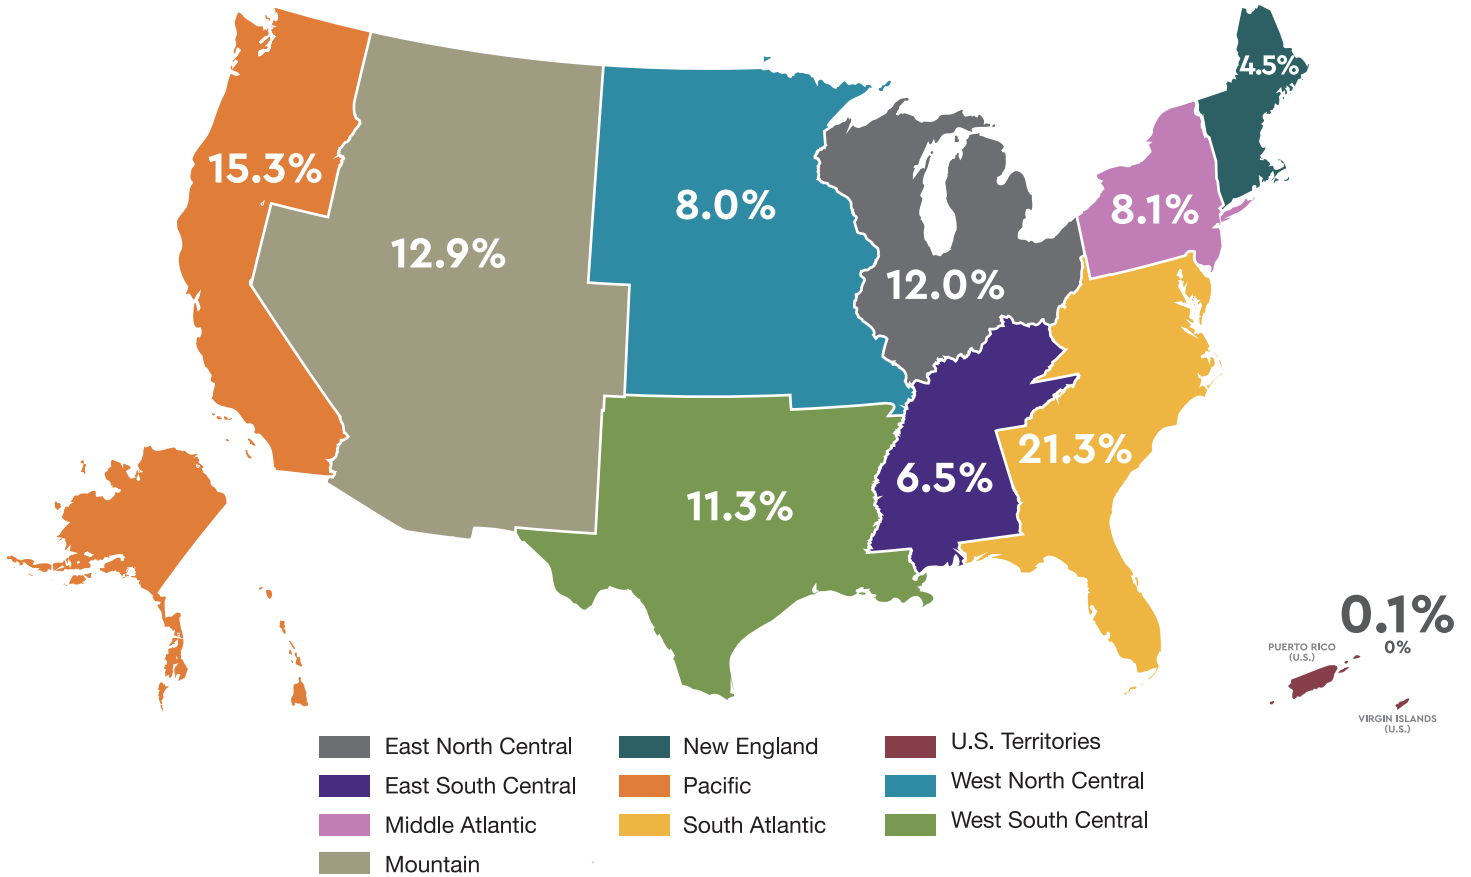 4.5%
15.3%
8.0%
8.1%
12.9%
12.0%
21.3%
6.5%
11.3%
0.1%
0%
PUERTO RICO
(U.S.)
VIRGIN ISLANDS
(U.S.)
East North Central
East South Central
Middle Atlantic
Mountain
New England
Pacific
South Atlantic
U.S. Territories
West North Central
West South Central